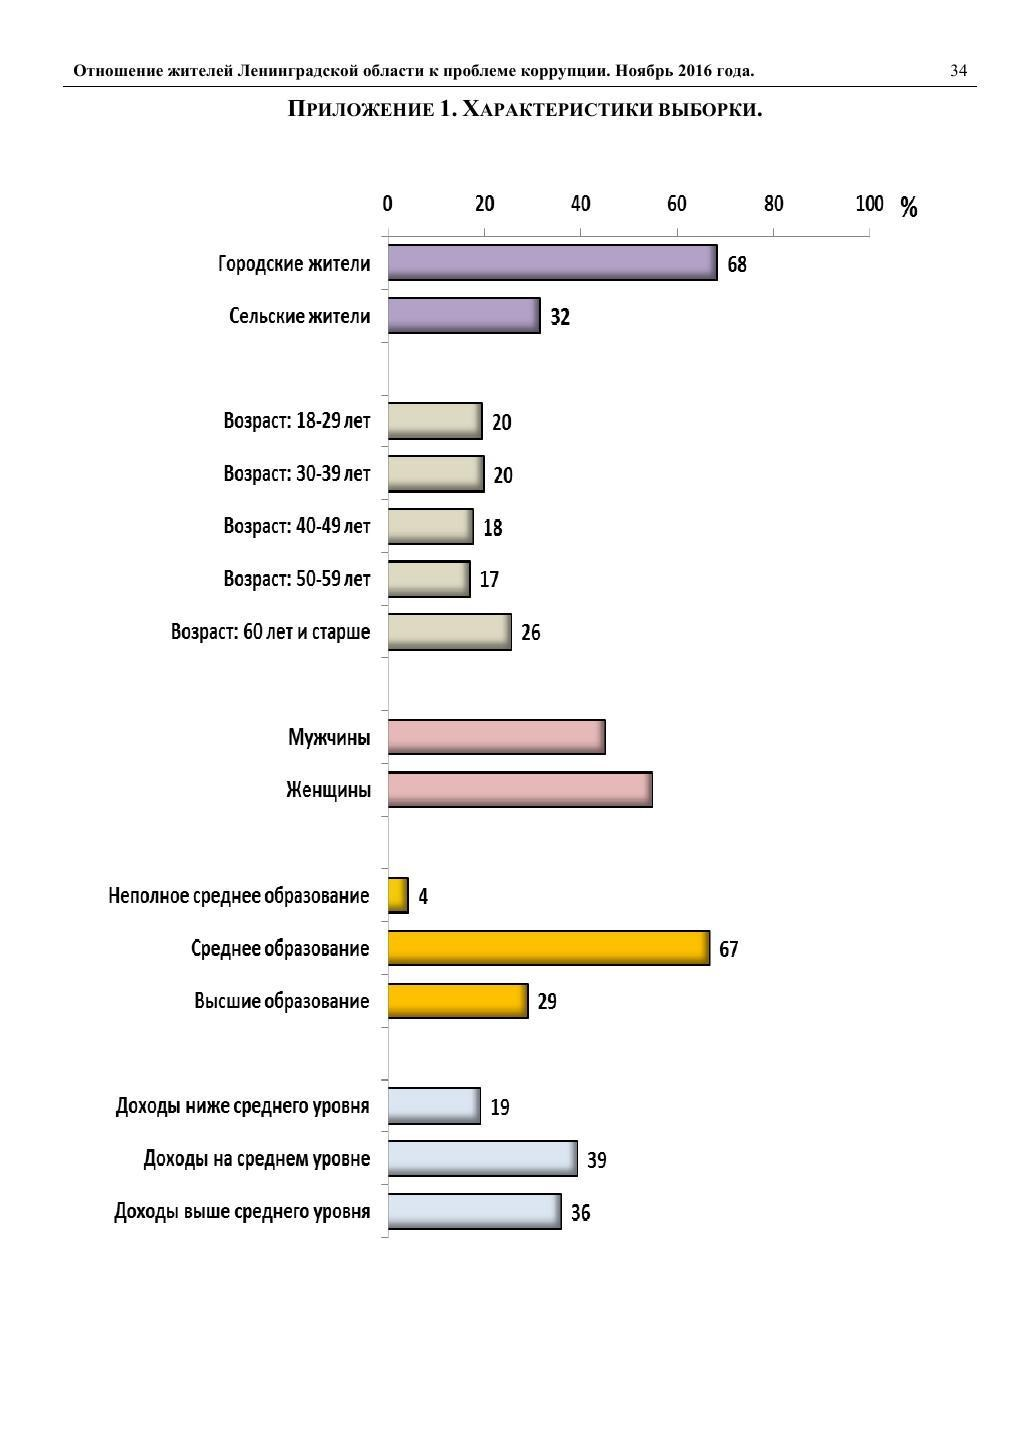 Отношение жителей Ленинградской области к проблеме коррупции. Ноябрь 2016 года. 34
ПРИЛОЖЕНИЕ 1. ХАРАКТЕРИСТИКИ ВЫБОРКИ.
0 20 40 60 80 100 %
Городские жители 68
Сельские жители 32
Возраст: 18-29 лет 20
Возраст: 30-39 лет 20
Возраст: 40-49 лет 18
Возраст: 50-59 лет 17
Возраст: 60 лет и старше 26
Мужчины
Женщины
Неполное среднее образование 4
Среднее образование 67
Высшие образование 29
Доходы ниже среднего уровня 19
Доходы на среднем уровне 39
Доходы выше среднего уровня 36